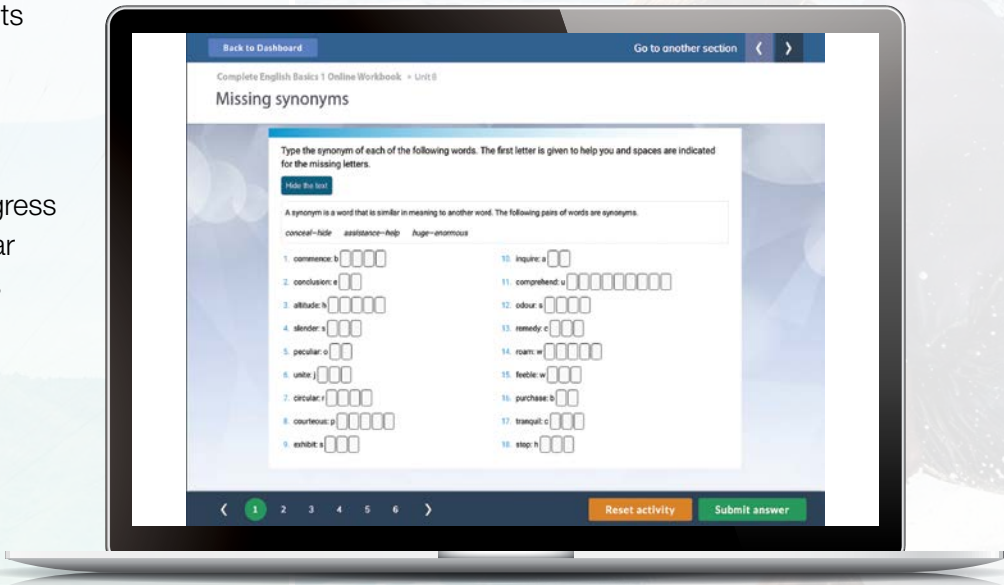 ts
gress
ar
Back to Dashboard
Go to another section
Complete English Basics 1 Online Workbook • Unit 8
Missing synonyms
Type the synonym of each of the following words. The first letter is given to help you and spaces are indicated
for the missing letters.
Hide the text
A synonym is a word that is similar in meaning to another word. The following pairs of words are synonyms.
conceal–hide assistance–help huge–enormous
1. commence: b
2. conclusion: e
3. altitude: h
4. slender: s
5. peculiar: o
6. unite: j
7. circular: r
8. courteous: p
9. exhibit: s
10. inquire: a
11. comprehend: u
12. odour: s
13. remedy: c
14. roam: w
15. feeble: w
16. purchase: b
17. tranquil: c
18. stop: h
1 2 3 4 5 6
Reset activity
Submit answer